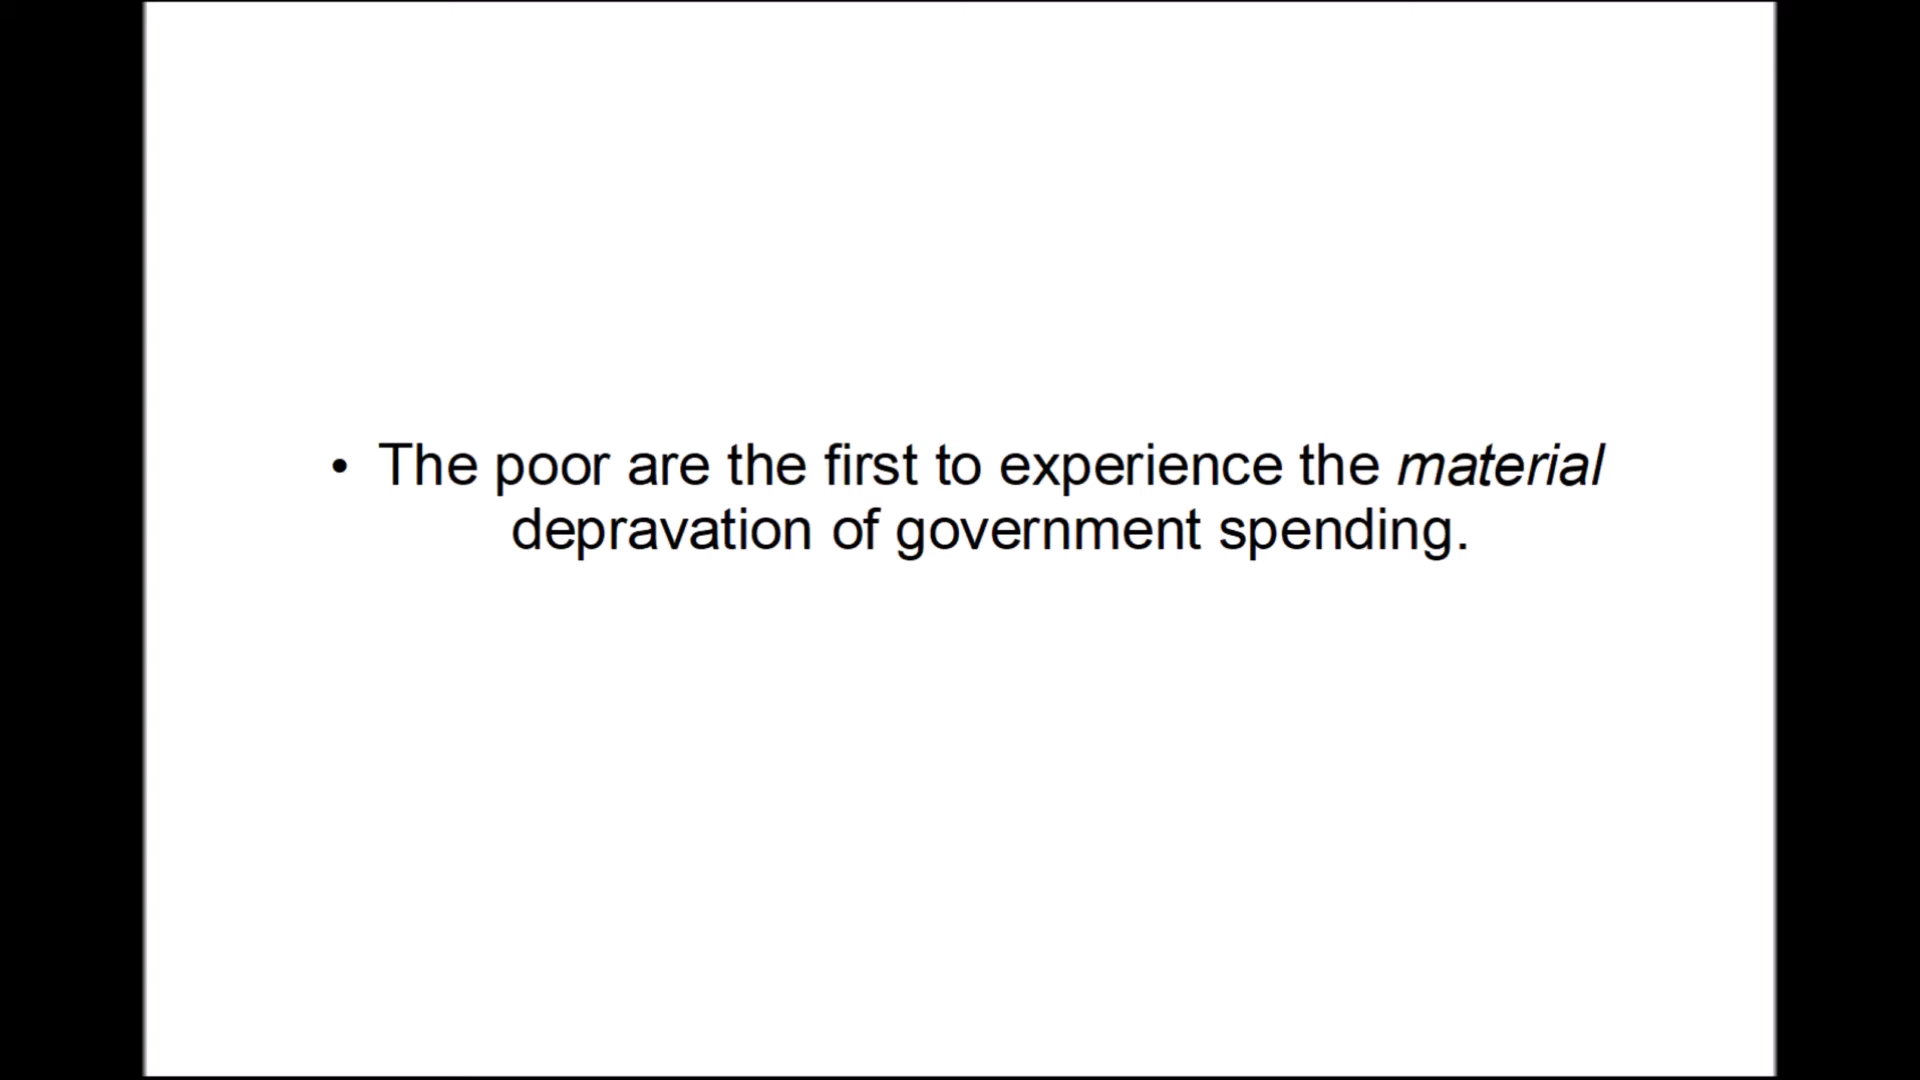 • The poor are the first to experience the material
depravation of government spending.